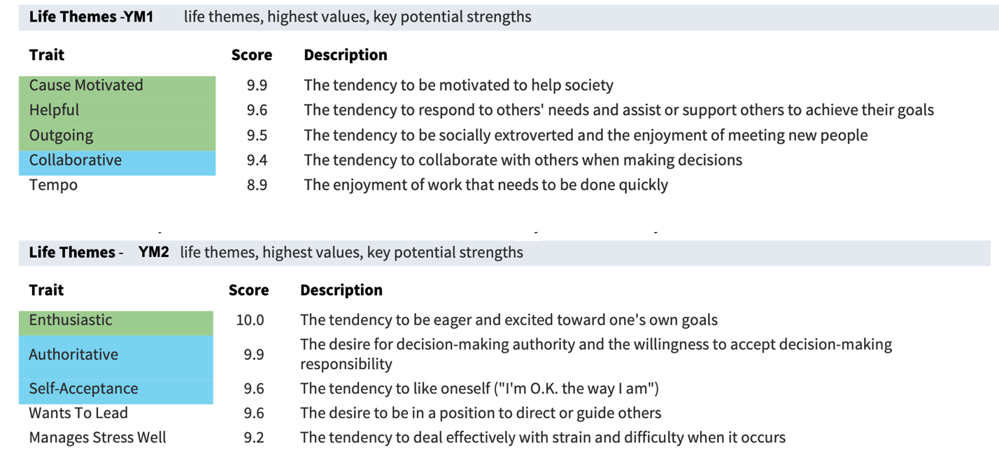 Life Themes -YM1 life themes, highest values, key potential strengths
Trait Score Description
Cause Motivated 9.9 The tendency to be motivated to help society
Helpful 9.6 The tendency to respond to others' needs and assist or support others to achieve their goals
Outgoing 9.5 The tendency to be socially extroverted and the enjoyment of meeting new people
Collaborative 9.4 The tendency to collaborate with others when making decisions
Tempo 8.9 The enjoyment of work that needs to be done quickly
Life Themes - YM2 life themes, highest values, key potential strengths
Trait Score Description
Enthusiastic 10.0 The tendency to be eager and excited toward one's own goals
Authoritative 9.9 The desire for decision-making authority and the willingness to accept decision-making
responsibility
Self-Acceptance 9.6 The tendency to like oneself ("I'm O.K. the way I am")
Wants To Lead 9.6 The desire to be in a position to direct or guide others
Manages Stress Well 9.2 The tendency to deal effectively with strain and difficulty when it occurs